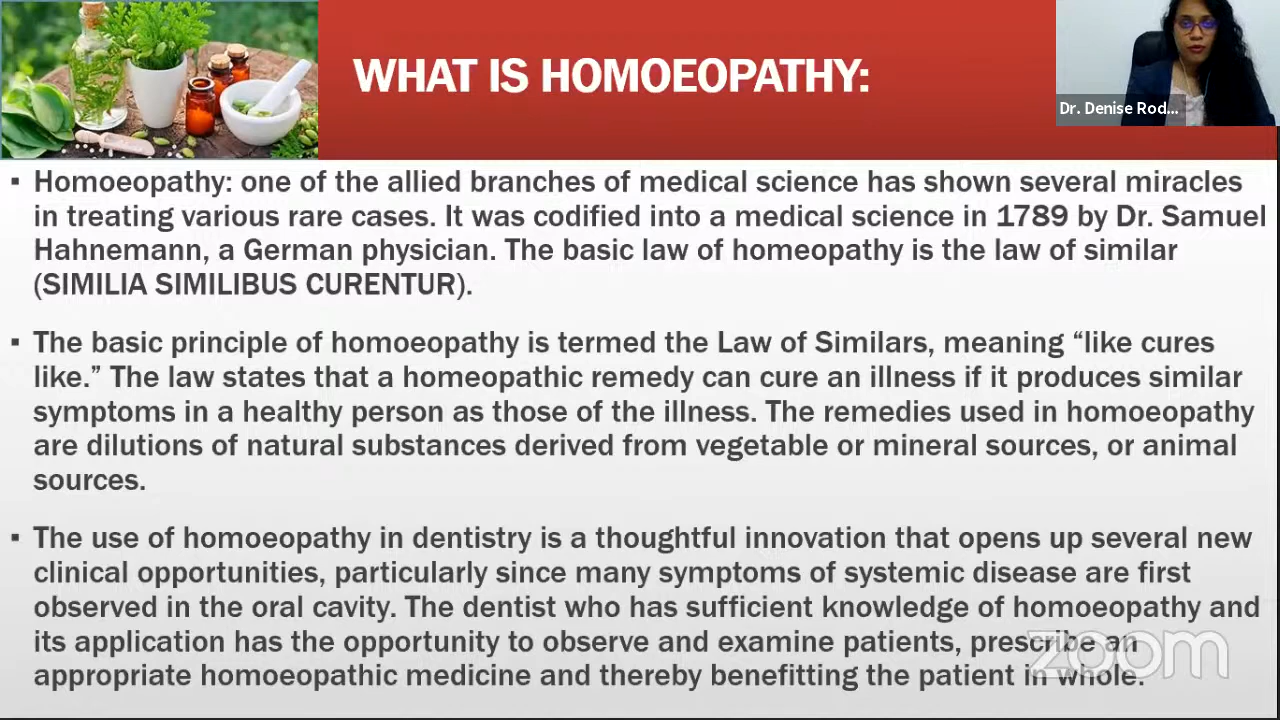 WHAT IS HOMOEOPATHY:
Dr. Denise Rod...
▪ Homoeopathy: one of the allied branches of medical science has shown several miracles
in treating various rare cases. It was codified into a medical science in 1789 by Dr. Samuel
Hahnemann, a German physician. The basic law of homeopathy is the law of similar
(SIMILIA SIMILIBUS CURENTUR).
▪ The basic principle of homoeopathy is termed the Law of Similars, meaning “like cures
like.” The law states that a homeopathic remedy can cure an illness if it produces similar
symptoms in a healthy person as those of the illness. The remedies used in homoeopathy
are dilutions of natural substances derived from vegetable or mineral sources, or animal
sources.
▪ The use of homoeopathy in dentistry is a thoughtful innovation that opens up several new
clinical opportunities, particularly since many symptoms of systemic disease are first
observed in the oral cavity. The dentist who has sufficient knowledge of homoeopathy and
its application has the opportunity to observe and examine patients, prescribe an
appropriate homoeopathic medicine and thereby benefitting the patient in whole.
zoom